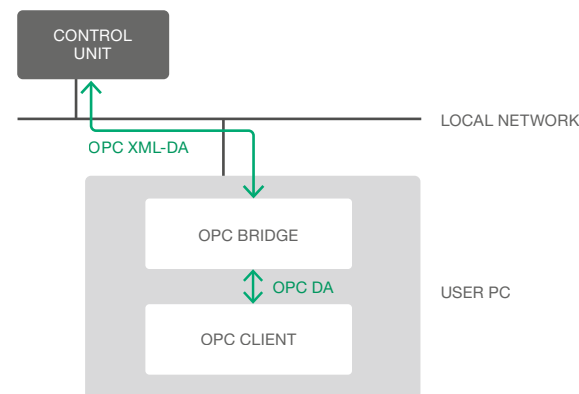 CONTROL
UNIT
LOCAL NETWORK
OPC XML-DA
OPC BRIDGE
OPC DA
USER PC
OPC CLIENT